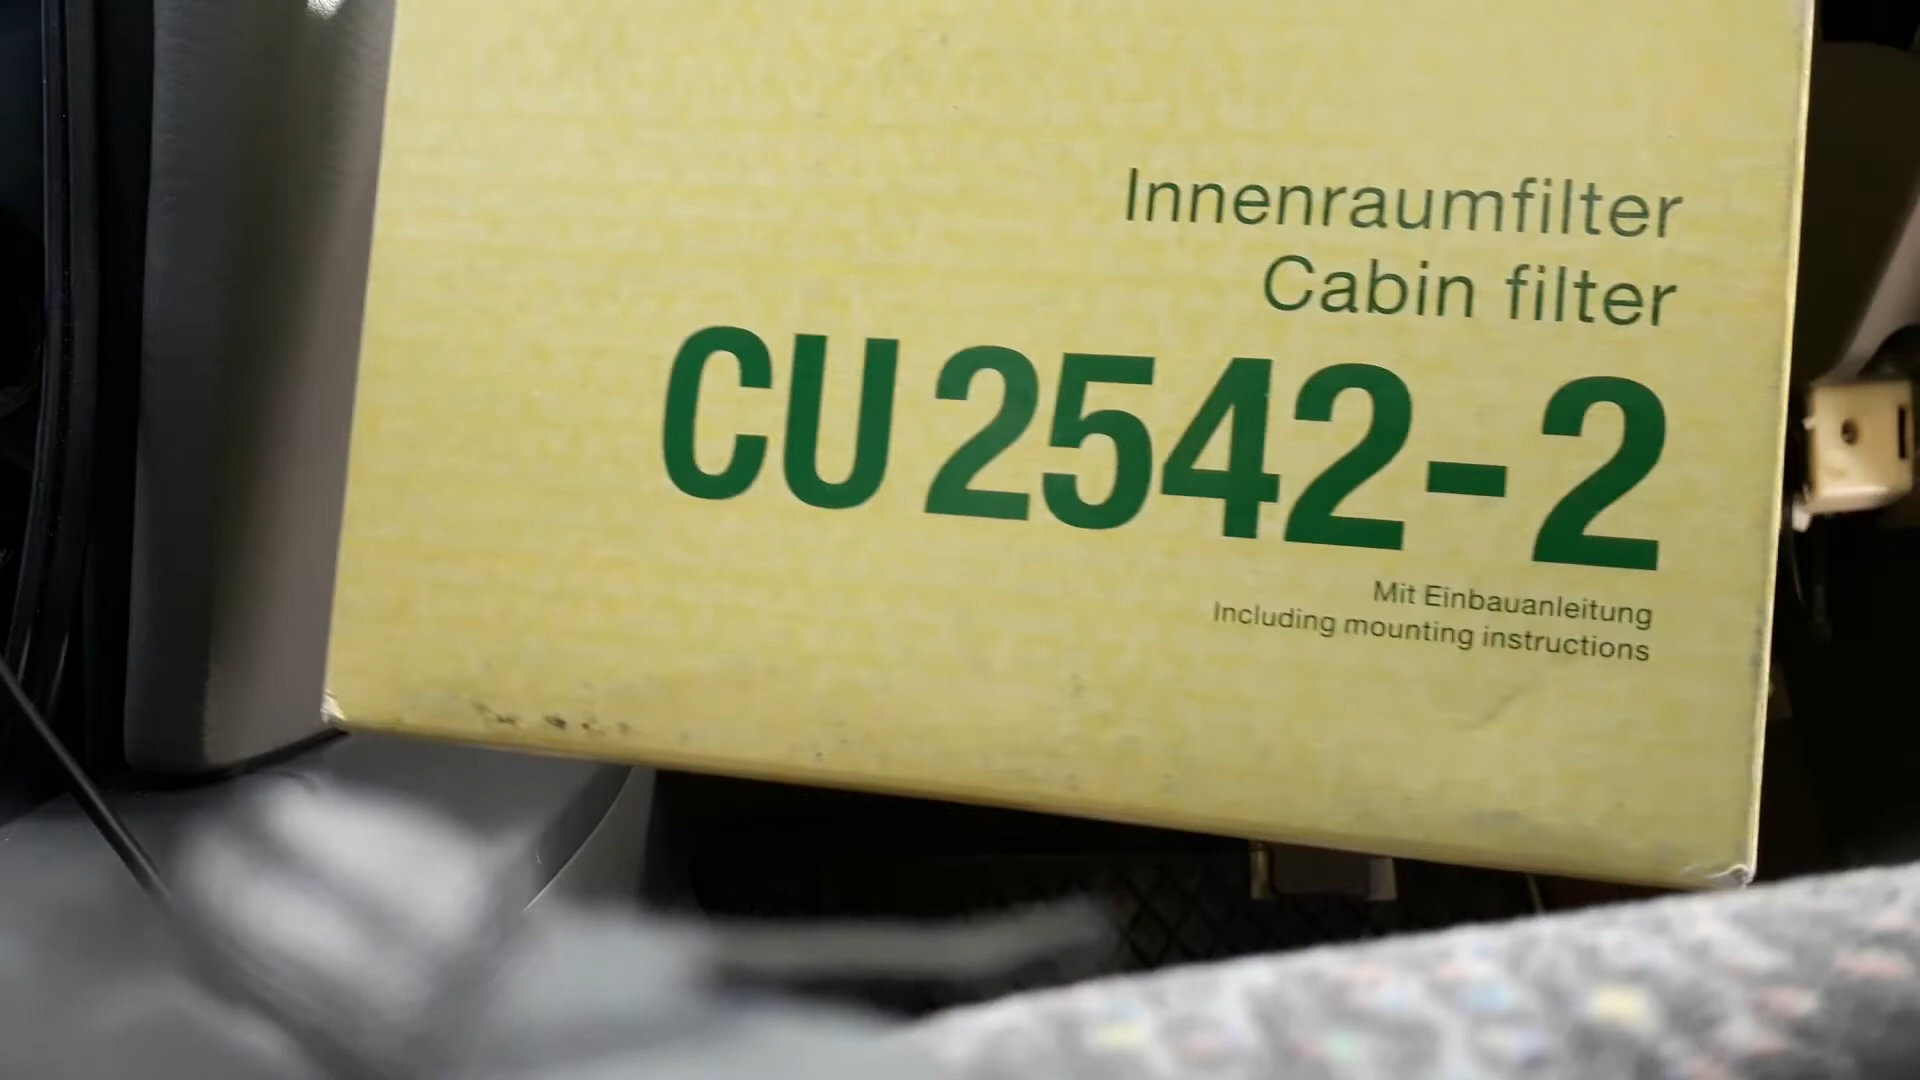 Innenraumfilter
Cabin filter
CU 2542-2
Mit Einbauanleitung
Including mounting instructions